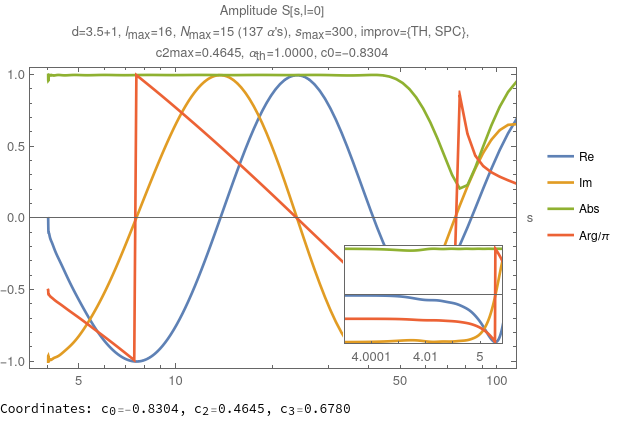 Amplitude S[s,l=0]
d=3.5+1, lmax=16, Nmax=15 (137 α's), smax=300, improv={TH, SPC},
c2max=0.4645, αth=1.0000, c0=-0.8304
1.0
0.5
0.0
-0.5
-1.0
5
10
50
100
s
4.0001
4.01
5
Re
Im
Abs
Arg/π
Coordinates: c0=-0.8304, c2=0.4645, c3=0.6780